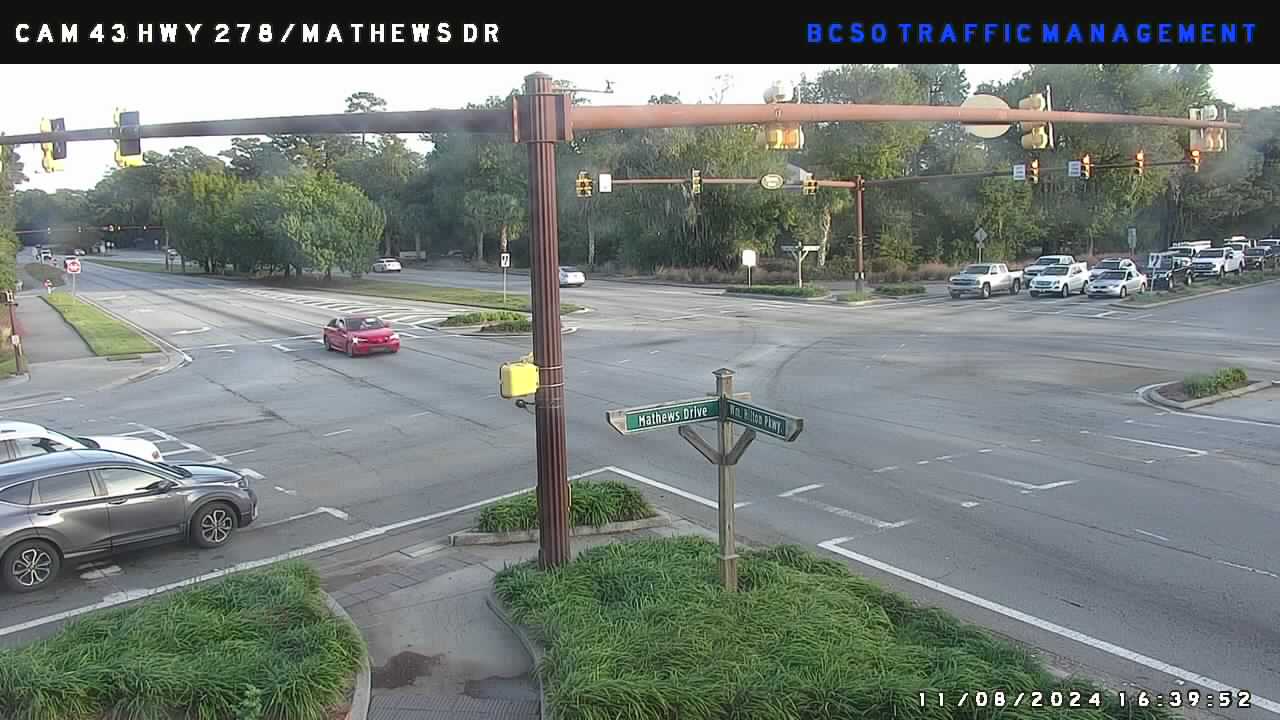 CAM 43 HWY 278/MATHEWS DR
BCSO TRAFFIC MANAGEMENT
Mathews Drive
Wm. Hilton Pkwy
11/08/2024 16:39:52